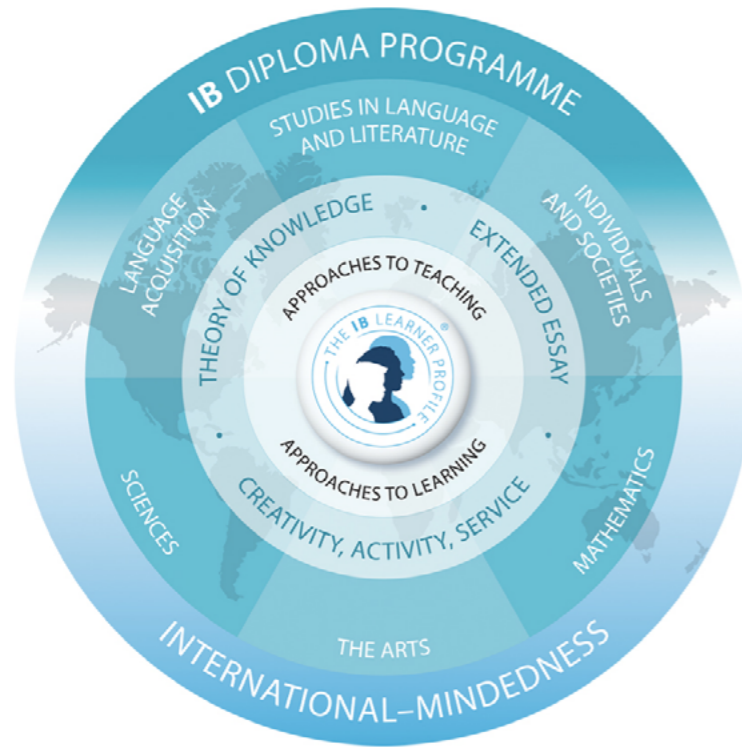 IB DIPLOMA PROGRAMME
STUDIES IN LANGUAGE
AND LITERATURE
LANGUAGE
ACQUISITION
INDIVIDUALS
AND SOCIETIES
THEORY OF KNOWLEDGE
•
EXTENDED ESSAY
•
APPROACHES TO TEACHING
THE IB LEARNER PROFILE
®
APPROACHES TO LEARNING
•
CREATIVITY, ACTIVITY, SERVICE
SCIENCES
MATHEMATICS
THE ARTS
INTERNATIONAL–MINDEDNESS